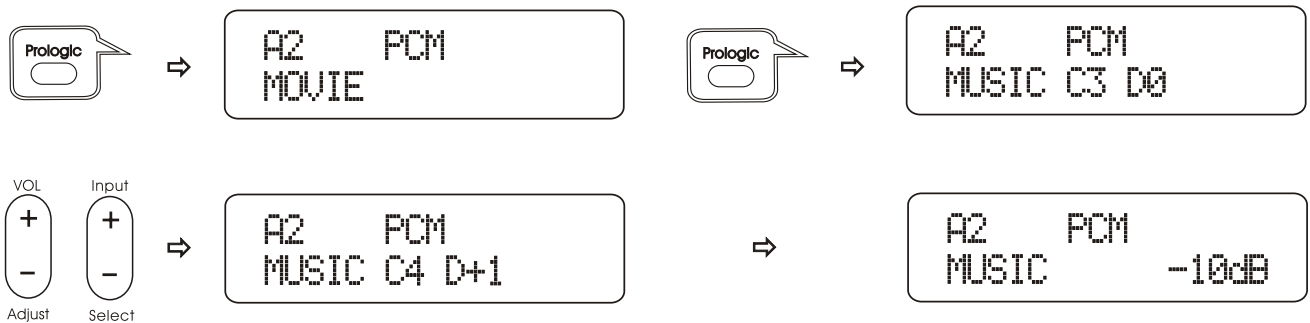 Prologic
A2 PCM
MOVIE
Prologic
A2 PCM
MUSIC C3 D0
VOL
+
−
Adjust
Input
+
−
Select
A2 PCM
MUSIC C4 D+1
A2 PCM
MUSIC −10dB